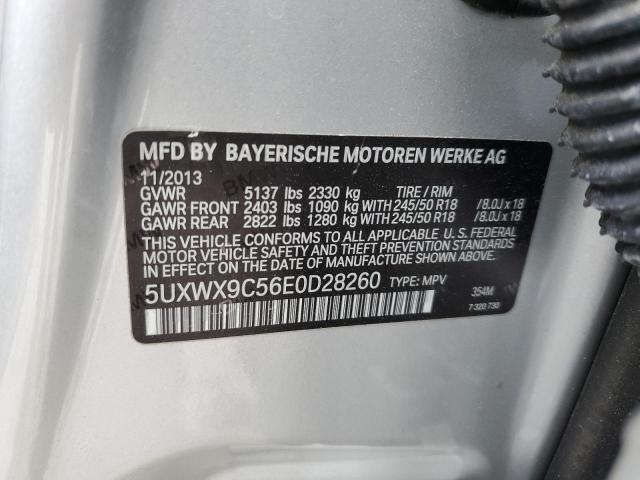 MFD BY BAYERISCHE MOTOREN WERKE AG
11/2013
GVWR 5137 lbs 2330 kg TIRE / RIM
GAWR FRONT 2403 lbs 1090 kg WITH 245/50 R18 /8.0J x 18
GAWR REAR 2822 lbs 1280 kg WITH 245/50 R18 /8.0J x 18
THIS VEHICLE CONFORMS TO ALL APPLICABLE U. S. FEDERAL
MOTOR VEHICLE SAFETY AND THEFT PREVENTION STANDARDS
IN EFFECT ON THE DATE OF MANUFACTURE SHOWN ABOVE.
5UXWX9C56E0D28260 TYPE: MPV 354M
7 320 730